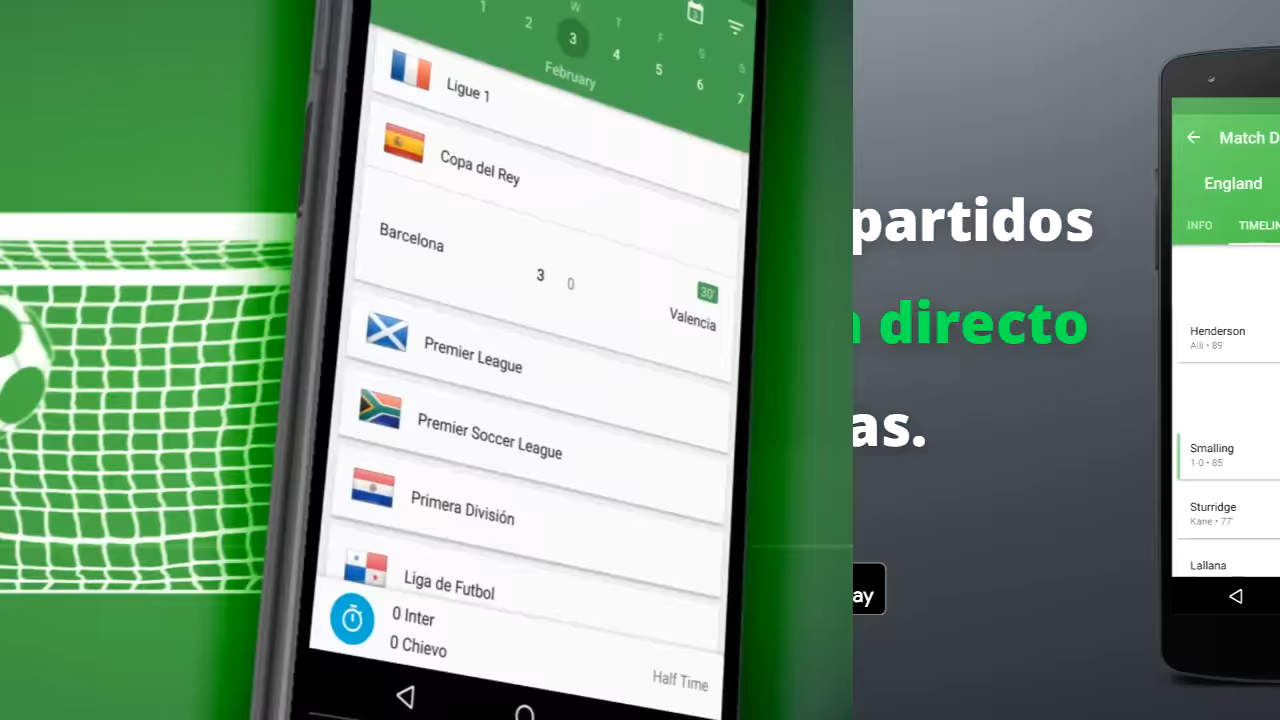 W
T
F
S
S
1
2
3
4
5
6
7
3
February
Ligue 1
Copa del Rey
Barcelona
3 0
30'
Valencia
Premier League
Premier Soccer League
Primera División
Liga de Futbol
0 Inter
0 Chievo
Half Time
partidos
directo
as.
ay
Match D
England
INFO TIMELIN
Henderson
Alli • 89'
Smalling
1-0 • 85
Sturridge
Kane • 77'
Lallana